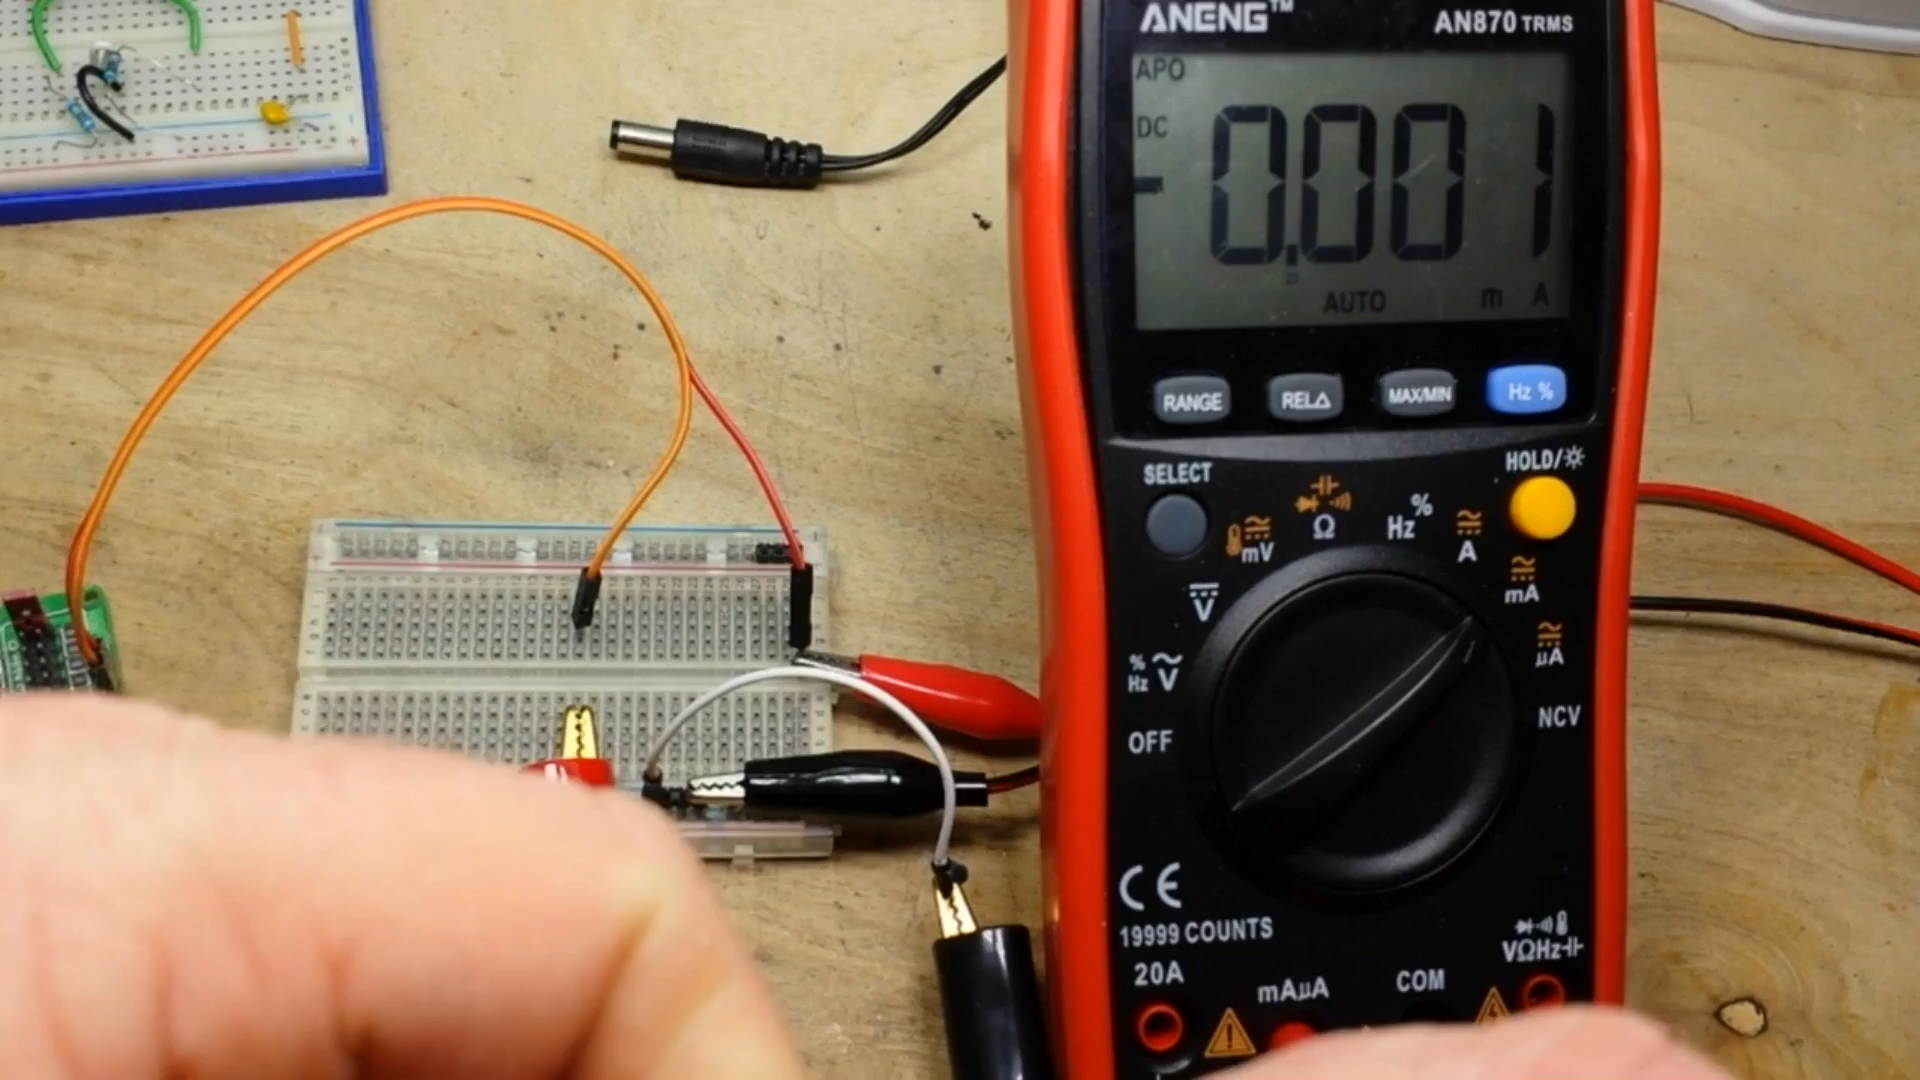 ANENG™
AN870 TRMS
APO
DC
-0.001
AUTO
m A
RANGE
RELΔ
MAX/MIN
Hz %
SELECT
HOLD/
mV
Ω
Hz %
A
mA
μA
V
% Hz V
OFF
NCV
CE
19999 COUNTS
20A
mAμA
COM
VΩHz